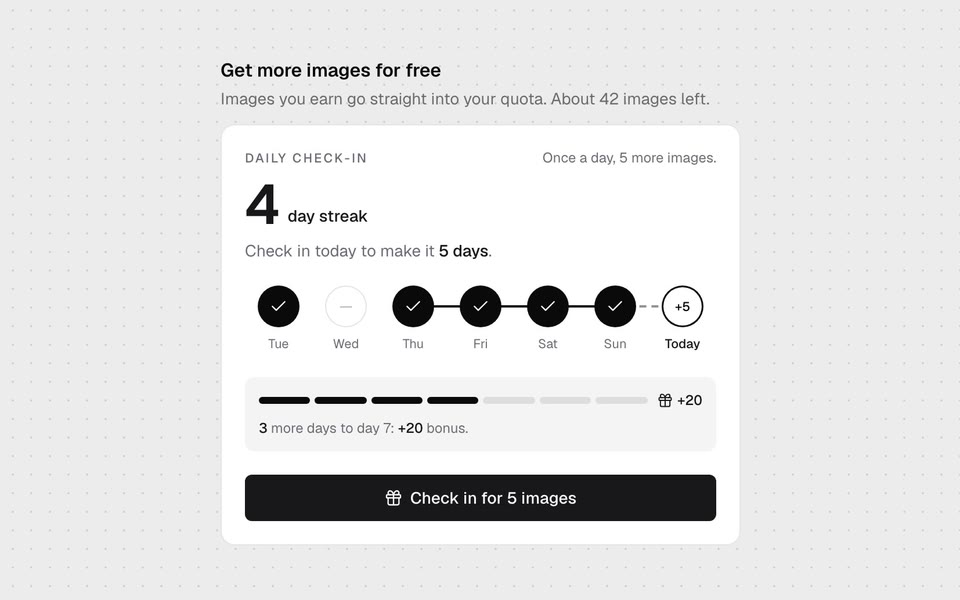 Get more images for free
Images you earn go straight into your quota. About 42 images left.
DAILY CHECK-IN
Once a day, 5 more images.
4 day streak
Check in today to make it 5 days.
+5
Tue Wed Thu Fri Sat Sun Today
+20
3 more days to day 7: +20 bonus.
Check in for 5 images